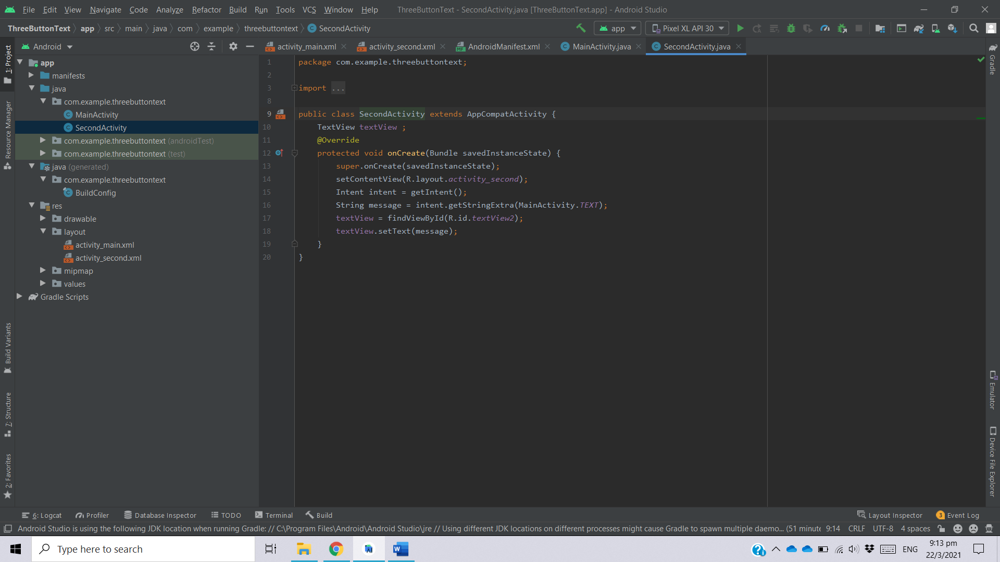 File Edit View Navigate Code Analyze Refactor Build Run Tools VCS Window Help ThreeButtonText - SecondActivity.java [ThreeButtonText.app] - Android Studio
ThreeButtonText app src main java com example threebuttontext SecondActivity app Pixel XL API 30
Android activity_main.xml activity_second.xml AndroidManifest.xml MainActivity.java SecondActivity.java
app
manifests
java
com.example.threebuttontext
MainActivity
SecondActivity
com.example.threebuttontext (androidTest)
com.example.threebuttontext (test)
java (generated)
com.example.threebuttontext
BuildConfig
res
drawable
layout
activity_main.xml
activity_second.xml
mipmap
values
Gradle Scripts
1: Project
Resource Manager
Build Variants
7: Structure
2: Favorites
1 package com.example.threebuttontext;
2
3 import ...
8
9 public class SecondActivity extends AppCompatActivity {
10 TextView textView ;
11 @Override
12 protected void onCreate(Bundle savedInstanceState) {
13 super.onCreate(savedInstanceState);
14 setContentView(R.layout.activity_second);
15 Intent intent = getIntent();
16 String message = intent.getStringExtra(MainActivity.TEXT);
17 textView = findViewById(R.id.textView2);
18 textView.setText(message);
19 }
20 }
Gradle
Emulator
Device File Explorer
6: Logcat Profiler Database Inspector TODO Terminal Build Layout Inspector 3 Event Log
Android Studio is using the following JDK location when running Gradle: // C:\Program Files\Android\Android Studio\jre // Using different JDK locations on different processes might cause Gradle to spawn multiple daemo... (51 minute 9:14 CRLF UTF-8 4 spaces
Type here to search ENG 9:13 pm
22/3/2021